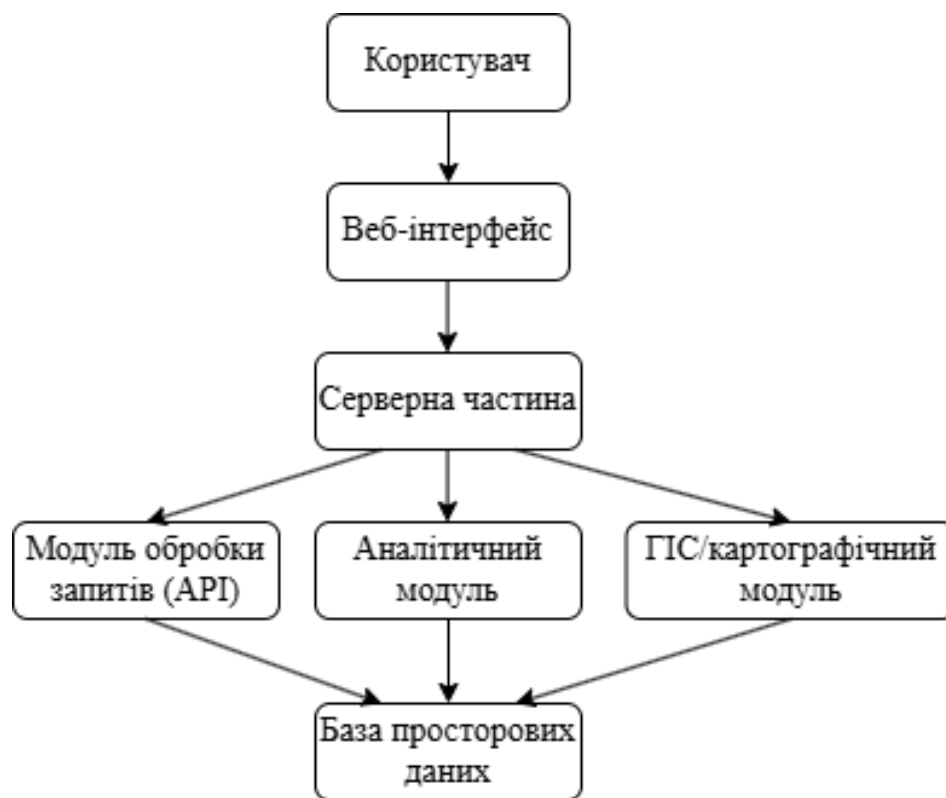 Користувач
Веб-інтерфейс
Серверна частина
Модуль обробки
запитів (API)
Аналітичний
модуль
ГІС/картографічний
модуль
База просторових
даних